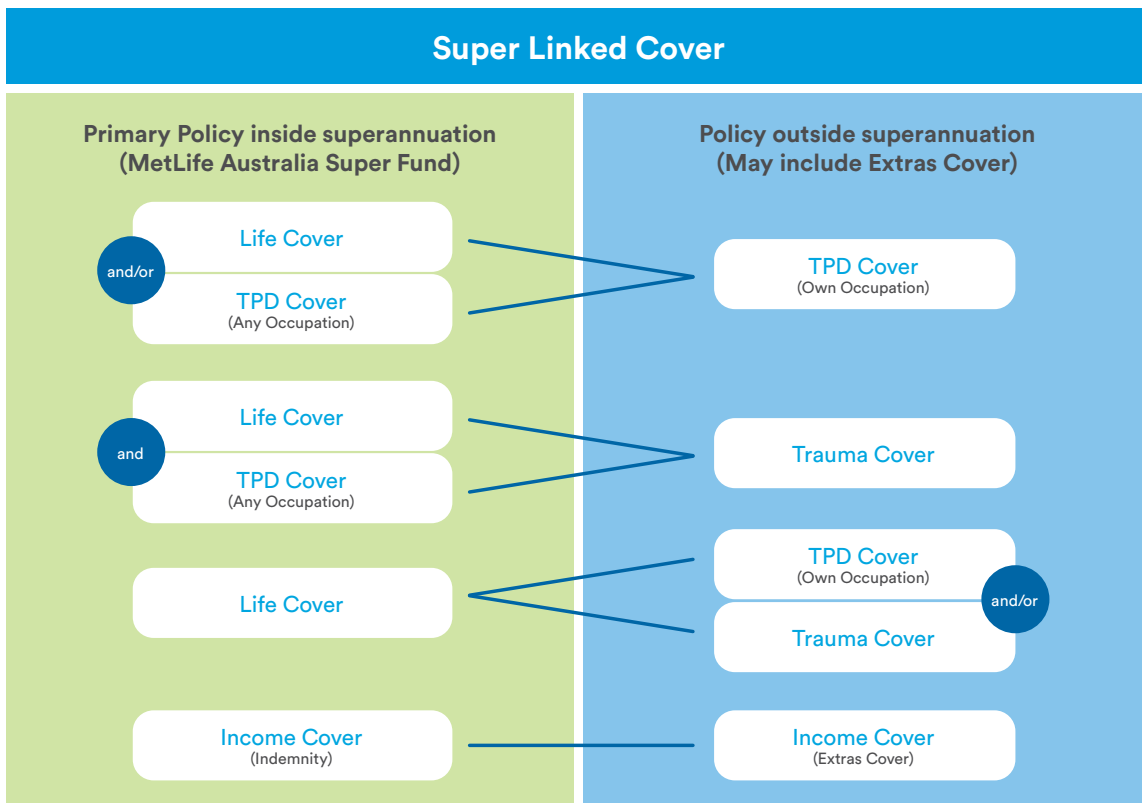 Super Linked Cover
Primary Policy inside superannuation
(MetLife Australia Super Fund)
Policy outside superannuation
(May include Extras Cover)
Life Cover
and/or
TPD Cover
(Any Occupation)
TPD Cover
(Own Occupation)
Life Cover
and
TPD Cover
(Any Occupation)
Trauma Cover
Life Cover
TPD Cover
(Own Occupation)
and/or
Trauma Cover
Income Cover
(Indemnity)
Income Cover
(Extras Cover)